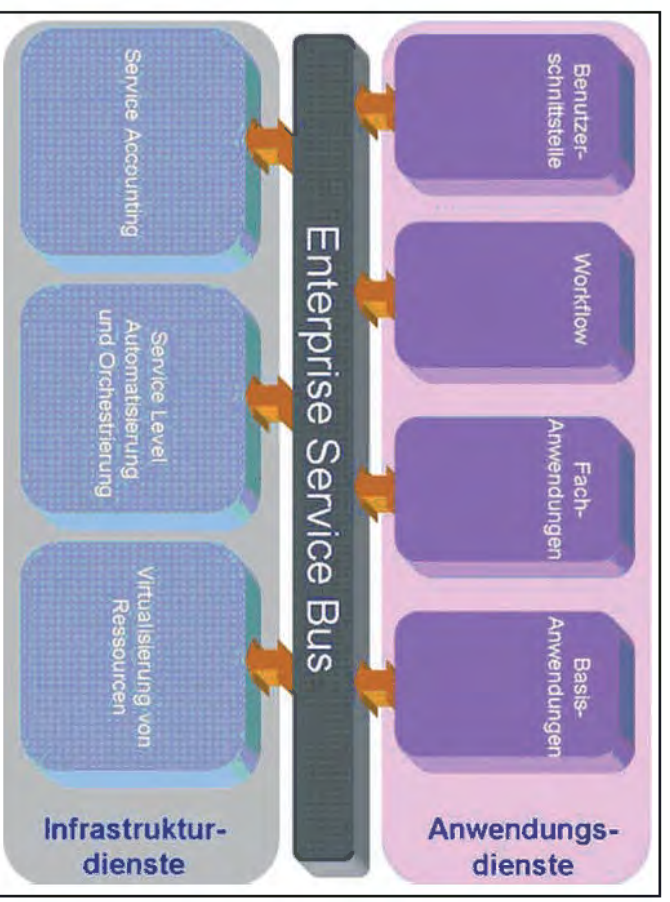 Benutzer-
schnittstelle
Workflow
Fach-
Anwendungen
Basis-
Anwendungen
Anwendungs-
dienste
Enterprise Service Bus
Service Accounting
Service Level
Automatisierung
und Orchestrierung
Virtualisierung von
Ressourcen
Infrastruktur-
dienste